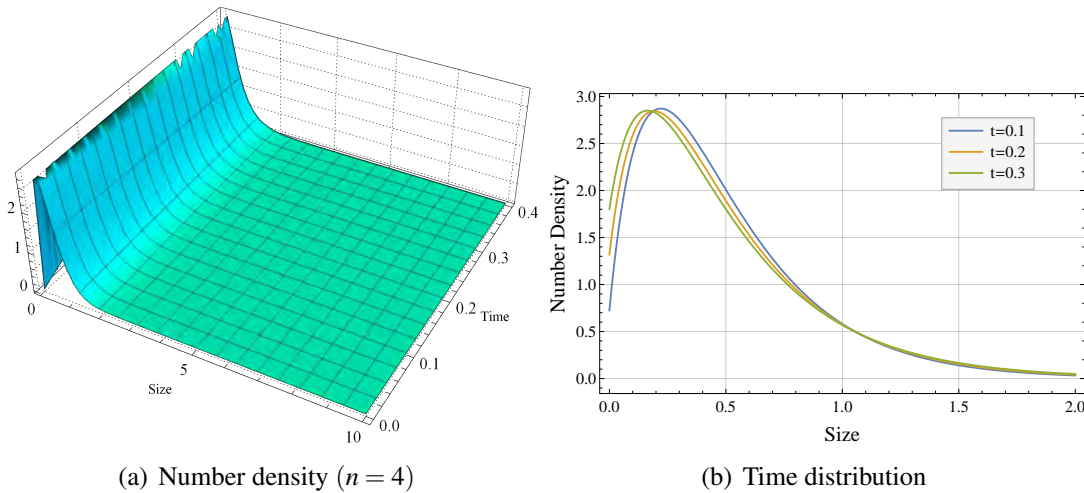 2
1
0
0
5
Size
10
0.0
0.1
0.2
Time
0.3
0.4
(a) Number density (n = 4)
3.0
2.5
2.0
1.5
1.0
0.5
0.0
Number Density
t=0.1
t=0.2
t=0.3
0.0
0.5
1.0
1.5
2.0
Size
(b) Time distribution